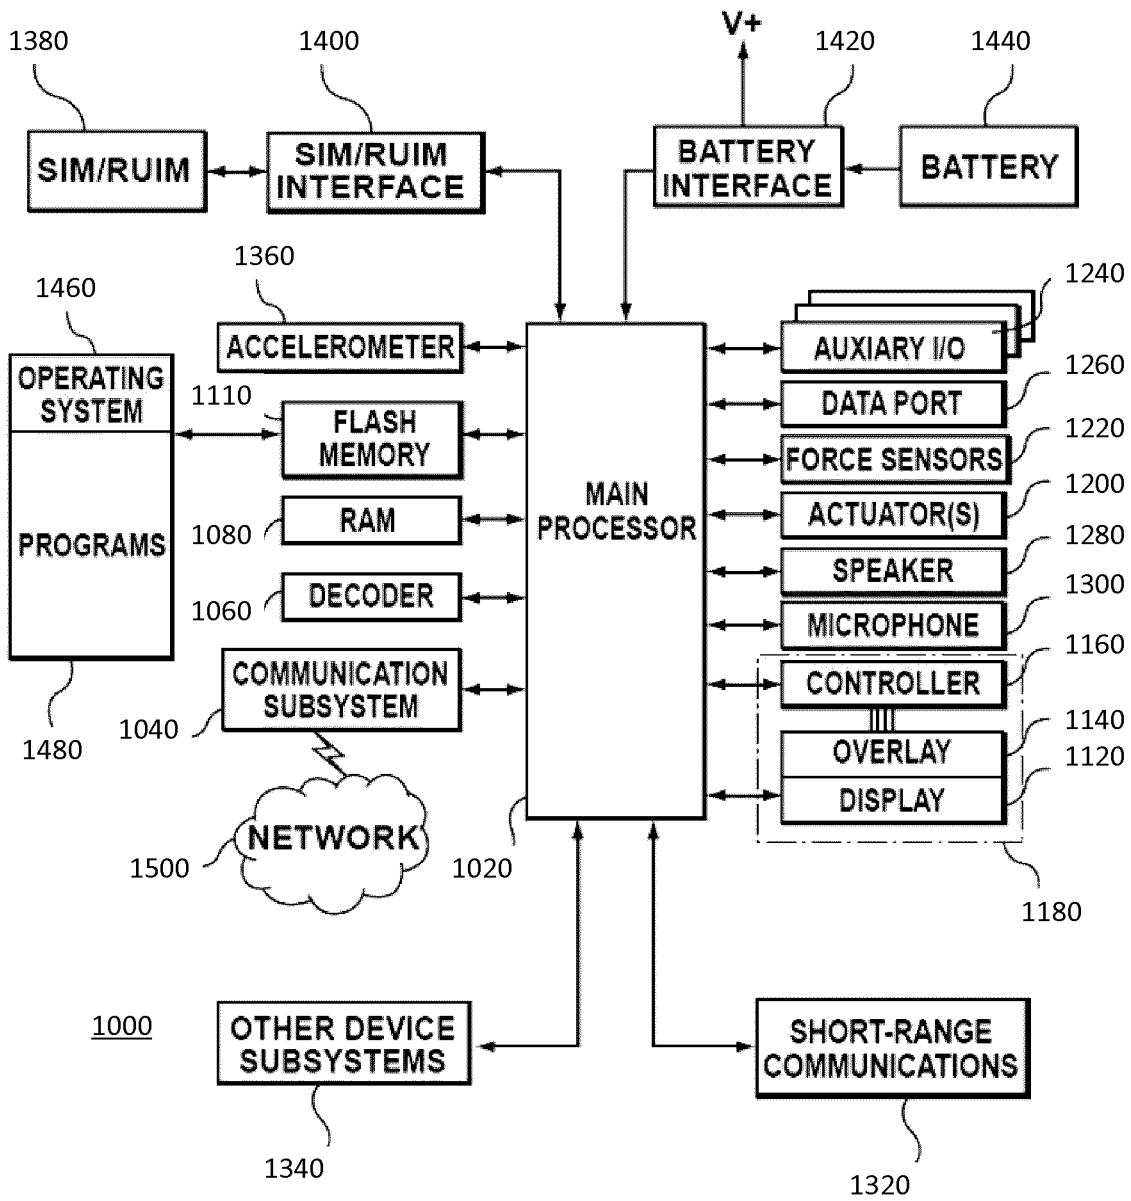 V+
1380
1400
1420
1440
SIM/RUIM
SIM/RUIM
INTERFACE
BATTERY
INTERFACE
BATTERY
1360
1240
1460
ACCELEROMETER
AUXIARY I/O
OPERATING
SYSTEM
1110
FLASH
MEMORY
DATA PORT
1260
FORCE SENSORS
1220
PROGRAMS
1080
RAM
MAIN
PROCESSOR
ACTUATOR(S)
1200
1060
DECODER
SPEAKER
1280
MICROPHONE
1300
COMMUNICATION
SUBSYSTEM
CONTROLLER
1160
1480
1040
OVERLAY
1140
DISPLAY
1120
NETWORK
1500
1020
1180
1000
OTHER DEVICE
SUBSYSTEMS
SHORT-RANGE
COMMUNICATIONS
1340
1320